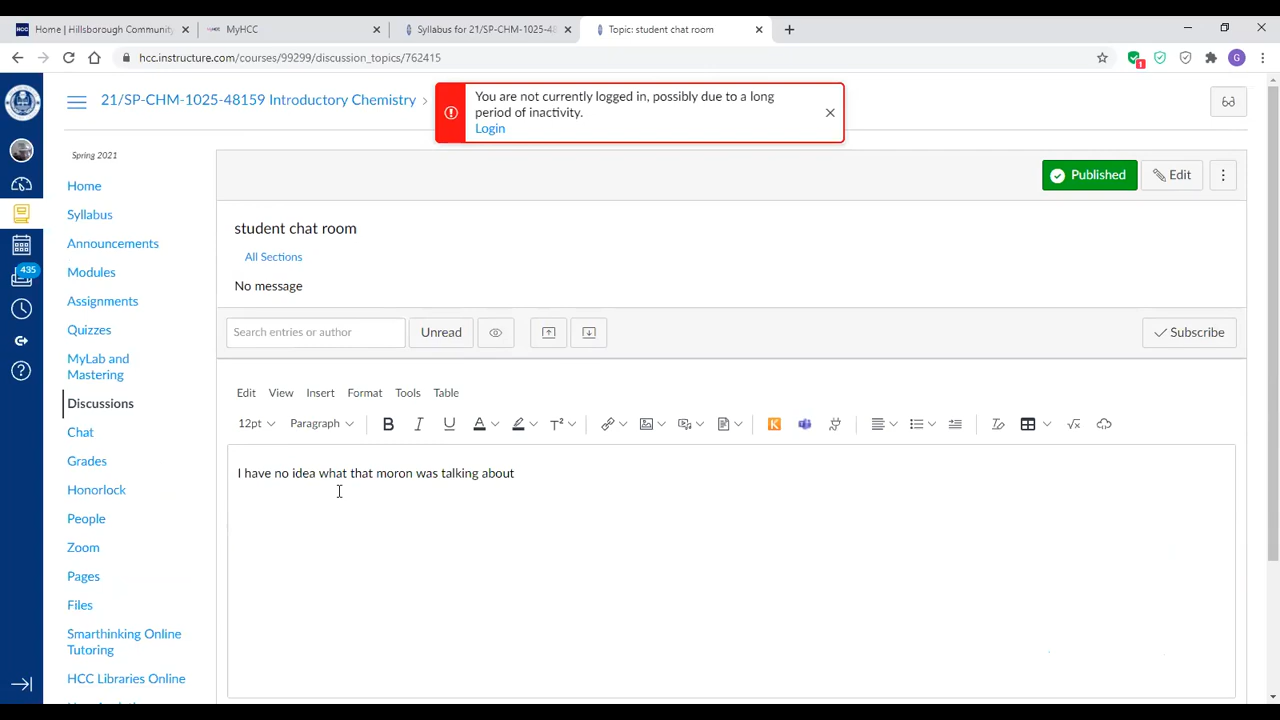 Home | Hillsborough Community
MyHCC
Syllabus for 21/SP-CHM-1025-48
Topic: student chat room
hcc.instructure.com/courses/99299/discussion_topics/762415
1
G
21/SP-CHM-1025-48159 Introductory Chemistry
You are not currently logged in, possibly due to a long
period of inactivity.
Login
Spring 2021
Home
Syllabus
Announcements
Modules
Assignments
Quizzes
MyLab and
Mastering
Discussions
Chat
Grades
Honorlock
People
Zoom
Pages
Files
Smarthinking Online
Tutoring
HCC Libraries Online
435
Published
Edit
student chat room
All Sections
No message
Search entries or author
Unread
Subscribe
Edit View Insert Format Tools Table
12pt Paragraph B I U A T² K √x
I have no idea what that moron was talking about